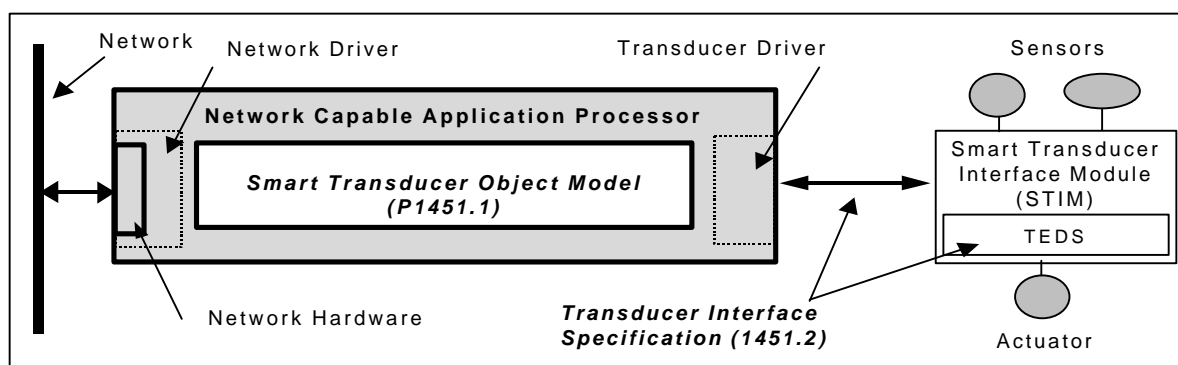 Network
Network Driver
Transducer Driver
Sensors
Network Capable Application Processor
Smart Transducer Object Model
(P1451.1)
Smart Transducer
Interface Module
(STIM)
TEDS
Network Hardware
Transducer Interface
Specification (1451.2)
Actuator